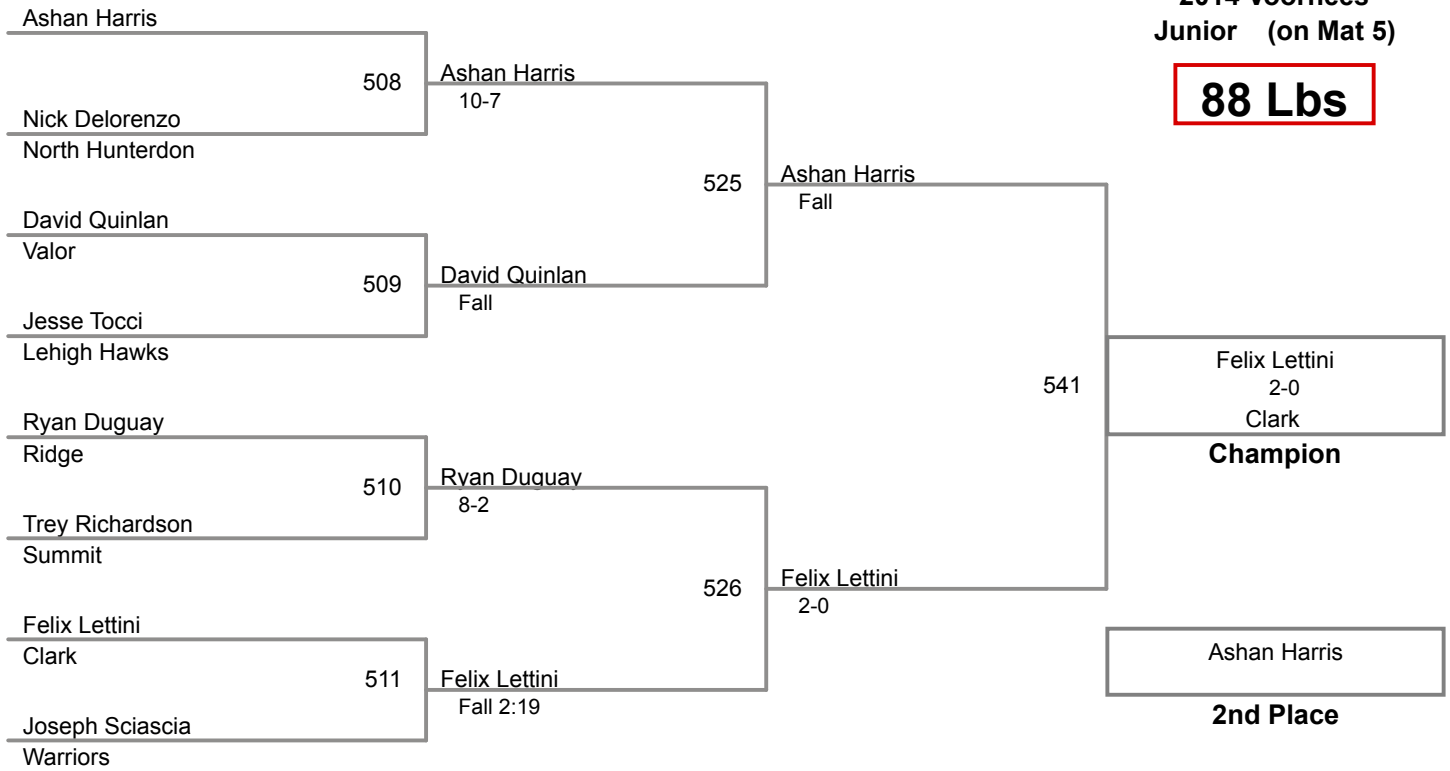 2014 Voorhees
Junior (on Mat 5)
88 Lbs
Ashan Harris
508
Ashan Harris
10-7
Nick Delorenzo
North Hunterdon
525
Ashan Harris
Fall
David Quinlan
Valor
509
David Quinlan
Fall
Jesse Tocci
Lehigh Hawks
541
Felix Lettini
2-0
Clark
Champion
Ryan Duguay
Ridge
510
Ryan Duguay
8-2
Trey Richardson
Summit
526
Felix Lettini
2-0
Felix Lettini
Clark
511
Felix Lettini
Fall 2:19
Joseph Sciascia
Warriors
Ashan Harris
2nd Place